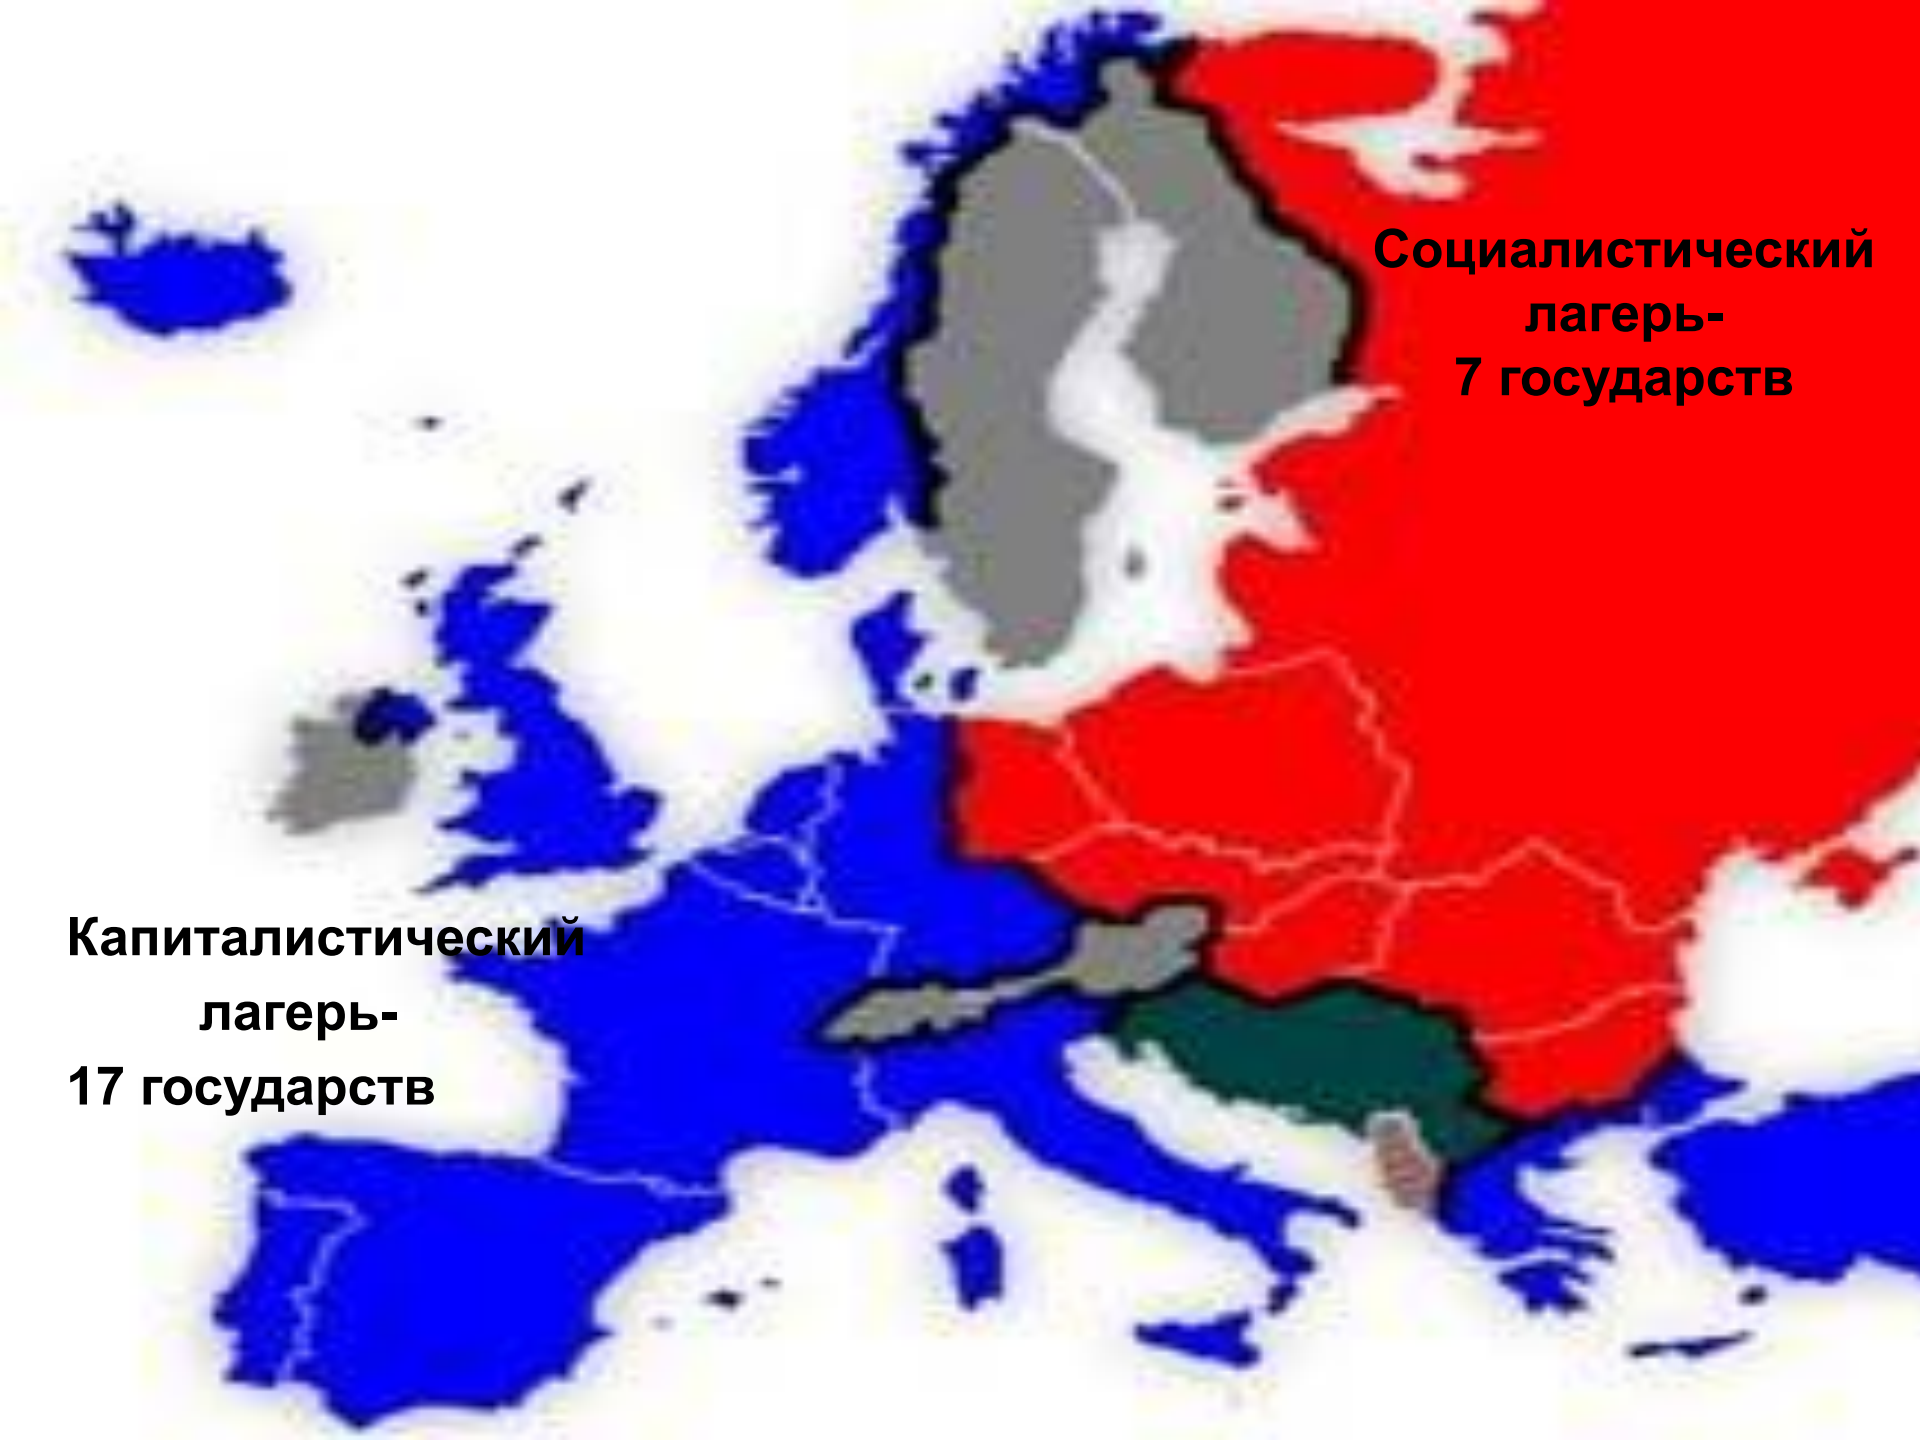 Социалистический
лагерь-
7 государств
Капиталистический
лагерь-
17 государств